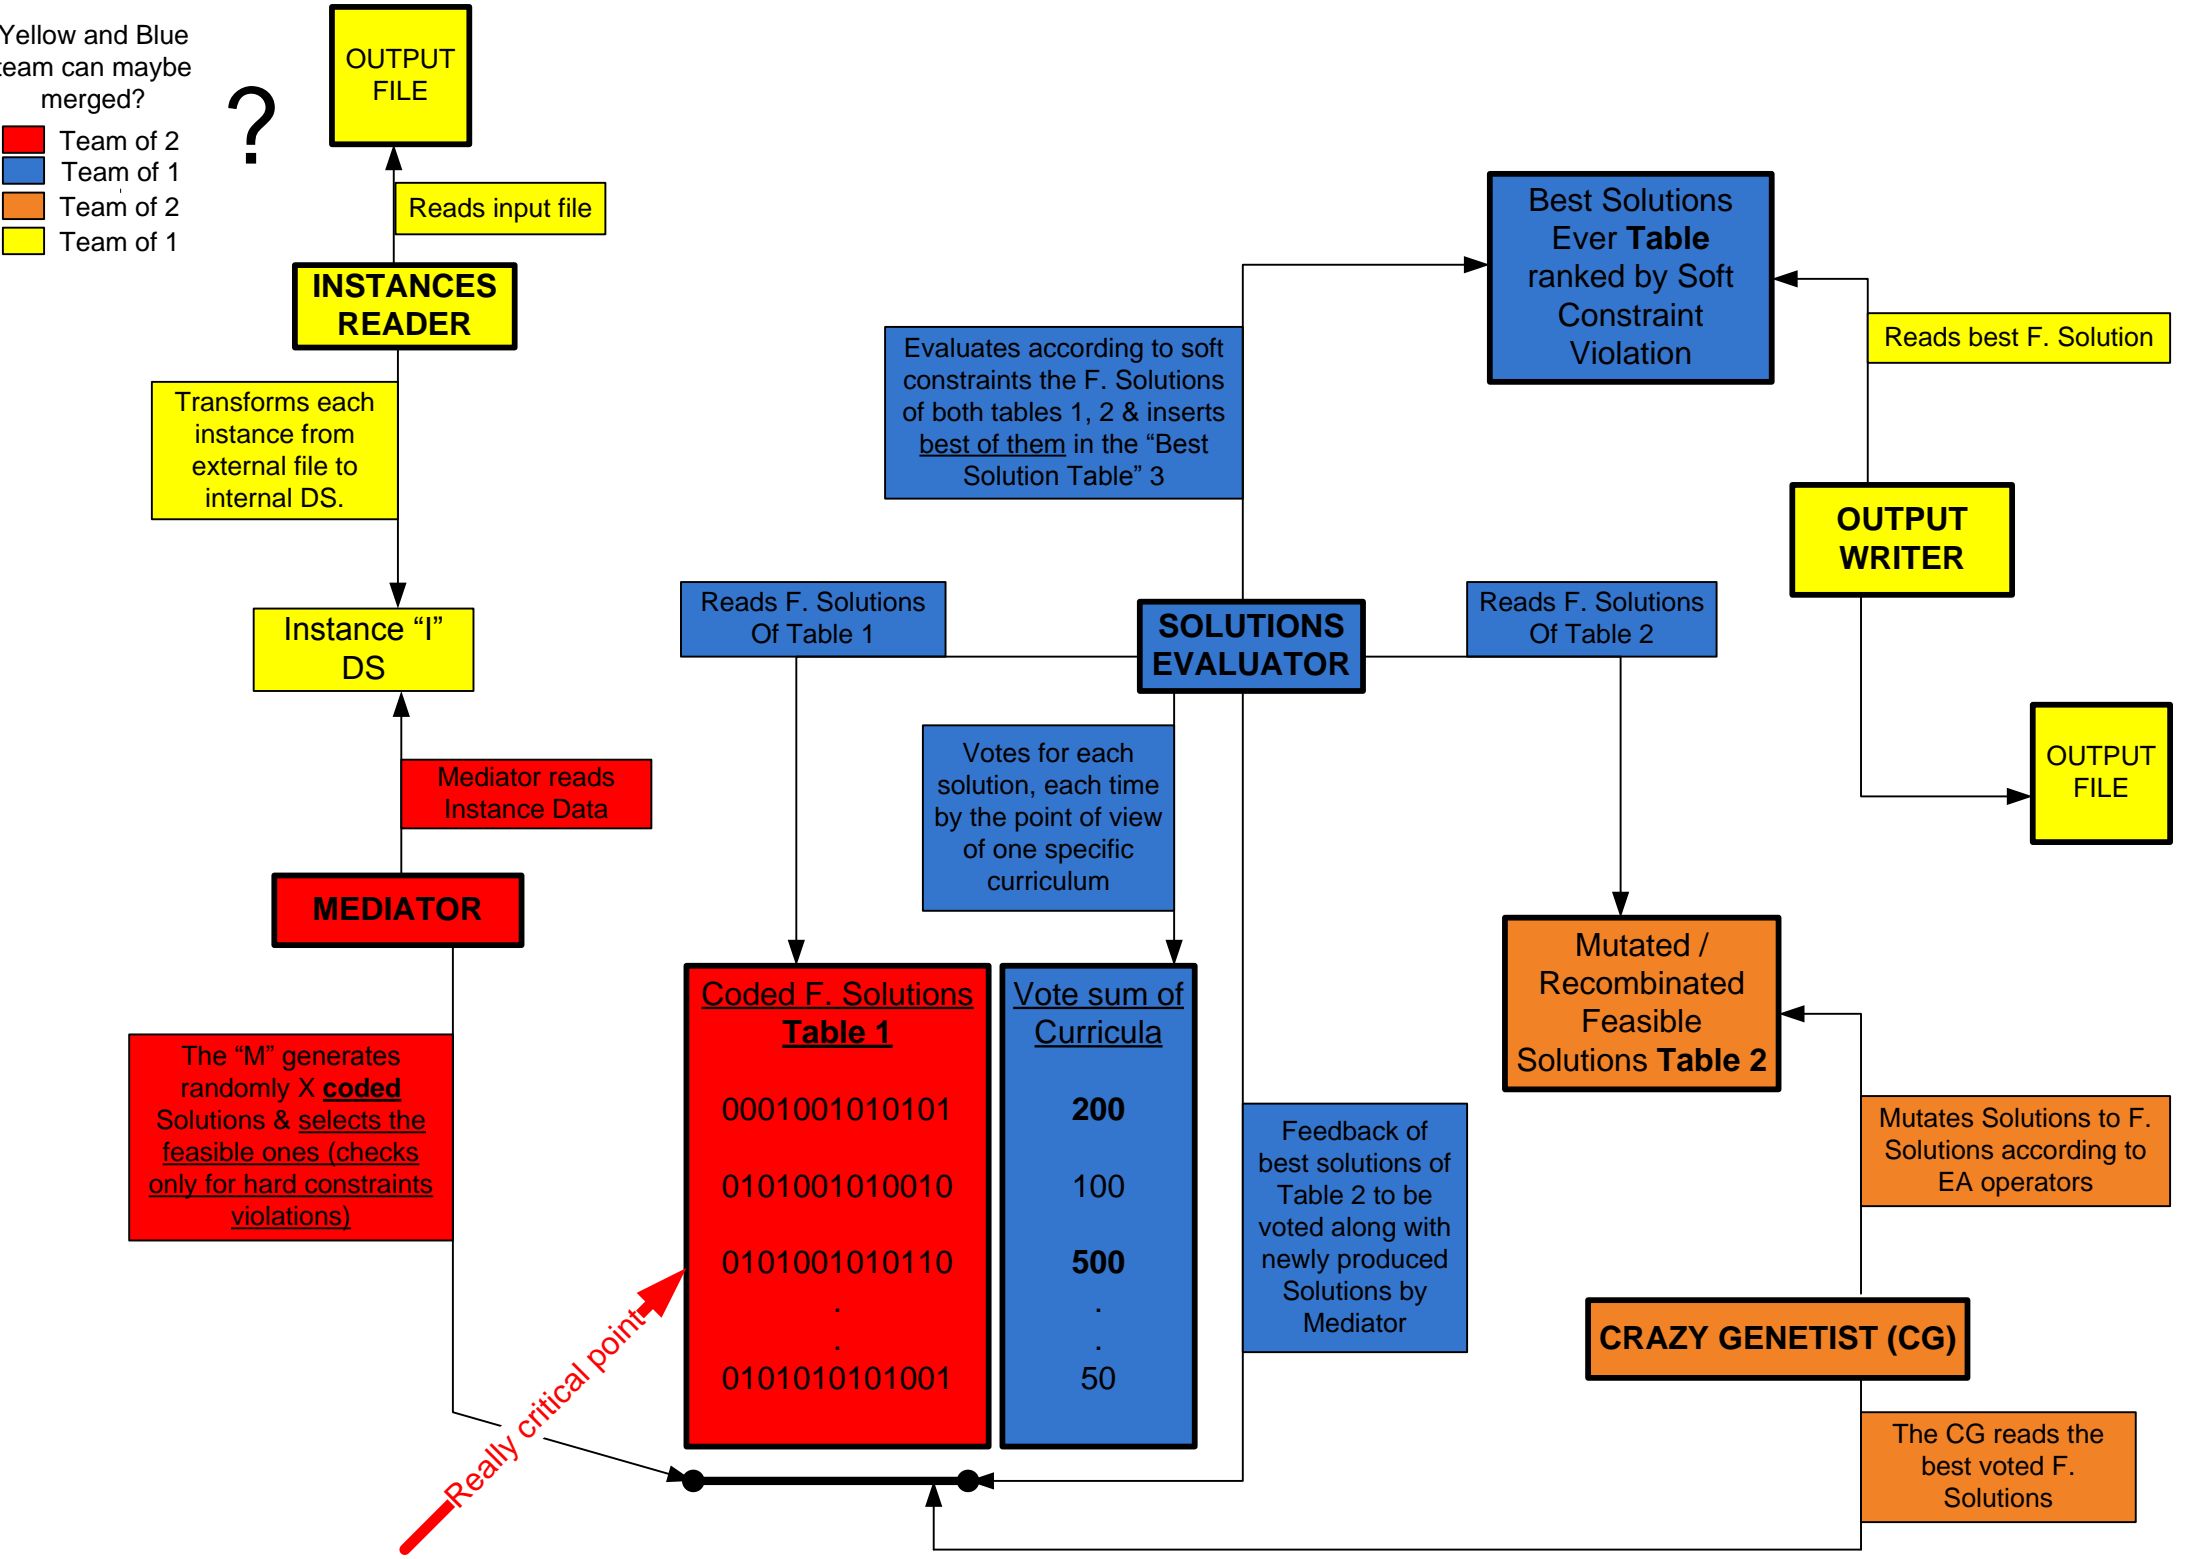 Yellow and Blue
team can maybe
merged?
Team of 2
Team of 1
Team of 2
Team of 1
?
OUTPUT
FILE
Reads input file
INSTANCES
READER
Transforms each
instance from
external file to
internal DS.
Instance “I”
DS
Mediator reads
Instance Data
MEDIATOR
The “M” generates
randomly X coded
Solutions & selects the
feasible ones (checks
only for hard constraints
violations)
Really critical point
Best Solutions
Ever Table
ranked by Soft
Constraint
Violation
Evaluates according to soft
constraints the F. Solutions
of both tables 1, 2 & inserts
best of them in the “Best
Solution Table” 3
Reads best F. Solution
OUTPUT
WRITER
OUTPUT
FILE
Reads F. Solutions
Of Table 1
SOLUTIONS
EVALUATOR
Reads F. Solutions
Of Table 2
Votes for each
solution, each time
by the point of view
of one specific
curriculum
Coded F. Solutions
Table 1
0001001010101
0101001010010
0101001010110
.
.
0101010101001
Vote sum of
Curricula
200
100
500
.
.
50
Feedback of
best solutions of
Table 2 to be
voted along with
newly produced
Solutions by
Mediator
Mutated /
Recombinated
Feasible
Solutions Table 2
Mutates Solutions to F.
Solutions according to
EA operators
CRAZY GENETIST (CG)
The CG reads the
best voted F.
Solutions